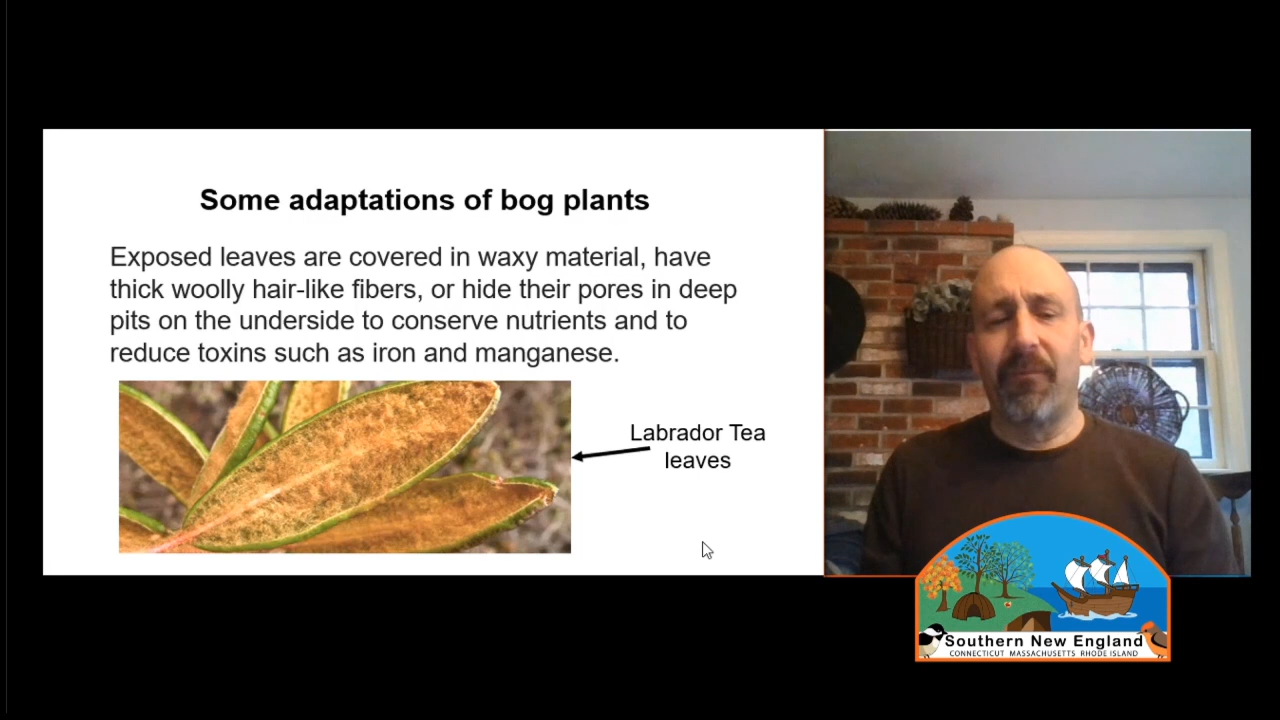 Some adaptations of bog plants
Exposed leaves are covered in waxy material, have
thick woolly hair-like fibers, or hide their pores in deep
pits on the underside to conserve nutrients and to
reduce toxins such as iron and manganese.
Labrador Tea
leaves
Southern New England
CONNECTICUT MASSACHUSETTS RHODE ISLAND